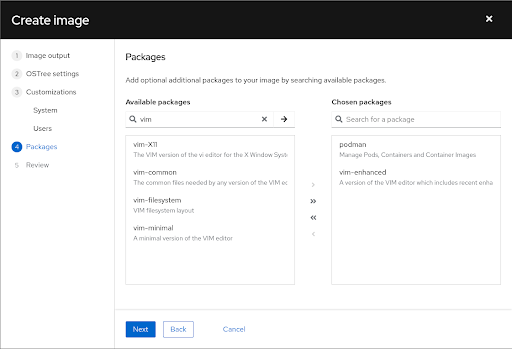 Create image
1 Image output
2 OSTree settings
3 Customizations
System
Users
4 Packages
5 Review
Packages
Add optional additional packages to your image by searching available packages.
Available packages
vim
vim-X11
The VIM version of the vi editor for the X Window Syst
vim-common
The common files needed by any version of the VIM ec
vim-filesystem
VIM filesystem layout
vim-minimal
A minimal version of the VIM editor
Chosen packages
Search for a package
podman
Manage Pods, Containers and Container Images
vim-enhanced
A version of the VIM editor which includes recent enha
Next
Back
Cancel